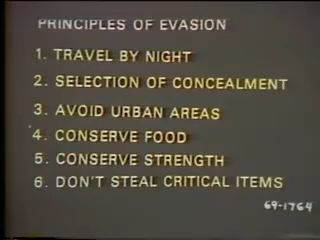 PRINCIPLES OF EVASION
1. TRAVEL BY NIGHT
2. SELECTION OF CONCEALMENT
3. AVOID URBAN AREAS
4. CONSERVE FOOD
5. CONSERVE STRENGTH
6. DON'T STEAL CRITICAL ITEMS
69-1764